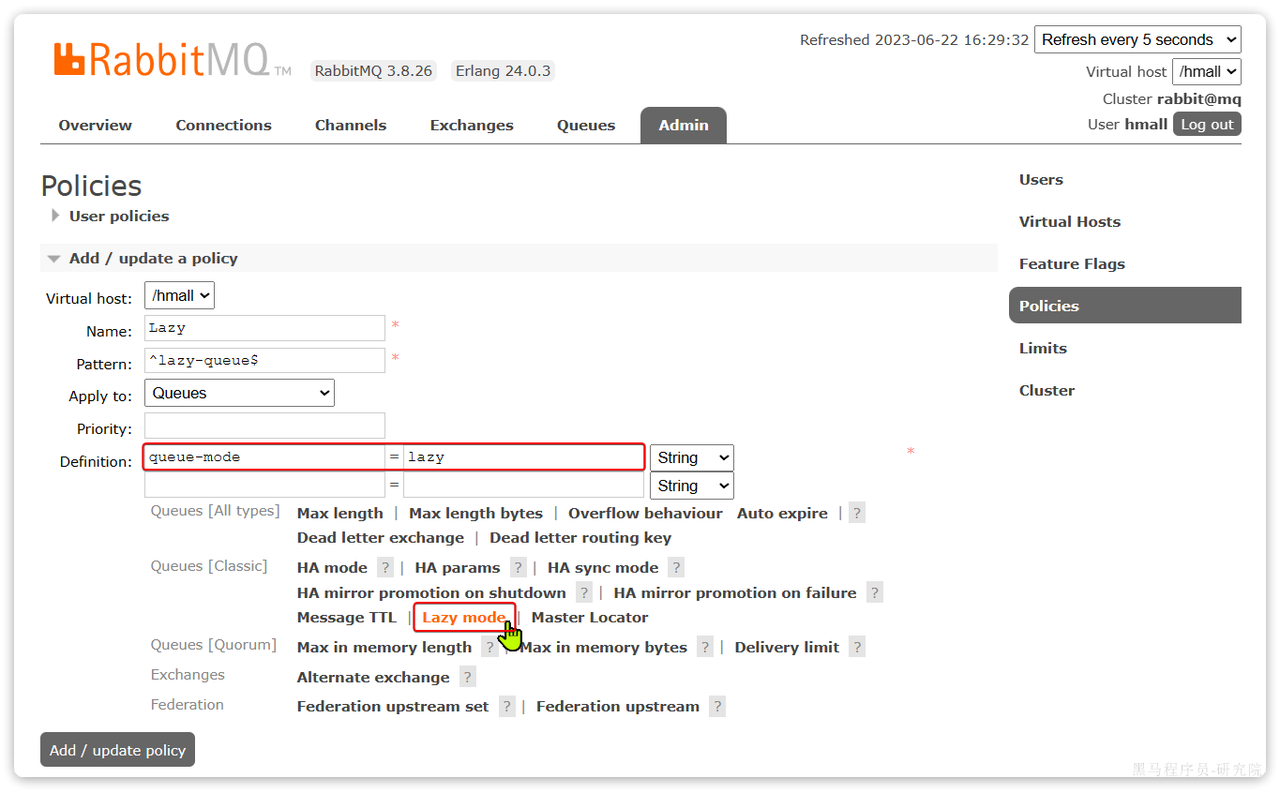 RabbitMQ TM RabbitMQ 3.8.26 Erlang 24.0.3
Refreshed 2023-06-22 16:29:32 Refresh every 5 seconds
Virtual host /hmall
Cluster rabbit@mq
User hmall Log out
Overview Connections Channels Exchanges Queues Admin
Policies
User policies
Add / update a policy
Virtual host: /hmall
Name: Lazy *
Pattern: ^lazy-queue$ *
Apply to: Queues
Priority:
Definition: queue-mode = lazy String *
= String
Queues [All types] Max length | Max length bytes | Overflow behaviour Auto expire | ?
Dead letter exchange | Dead letter routing key
Queues [Classic] HA mode ? | HA params ? | HA sync mode ?
HA mirror promotion on shutdown ? | HA mirror promotion on failure ?
Message TTL | Lazy mode | Master Locator
Queues [Quorum] Max in memory length ? | Max in memory bytes ? | Delivery limit ?
Exchanges Alternate exchange ?
Federation Federation upstream set ? | Federation upstream ?
Add / update policy
Users
Virtual Hosts
Feature Flags
Policies
Limits
Cluster
黑马程序员-研究院